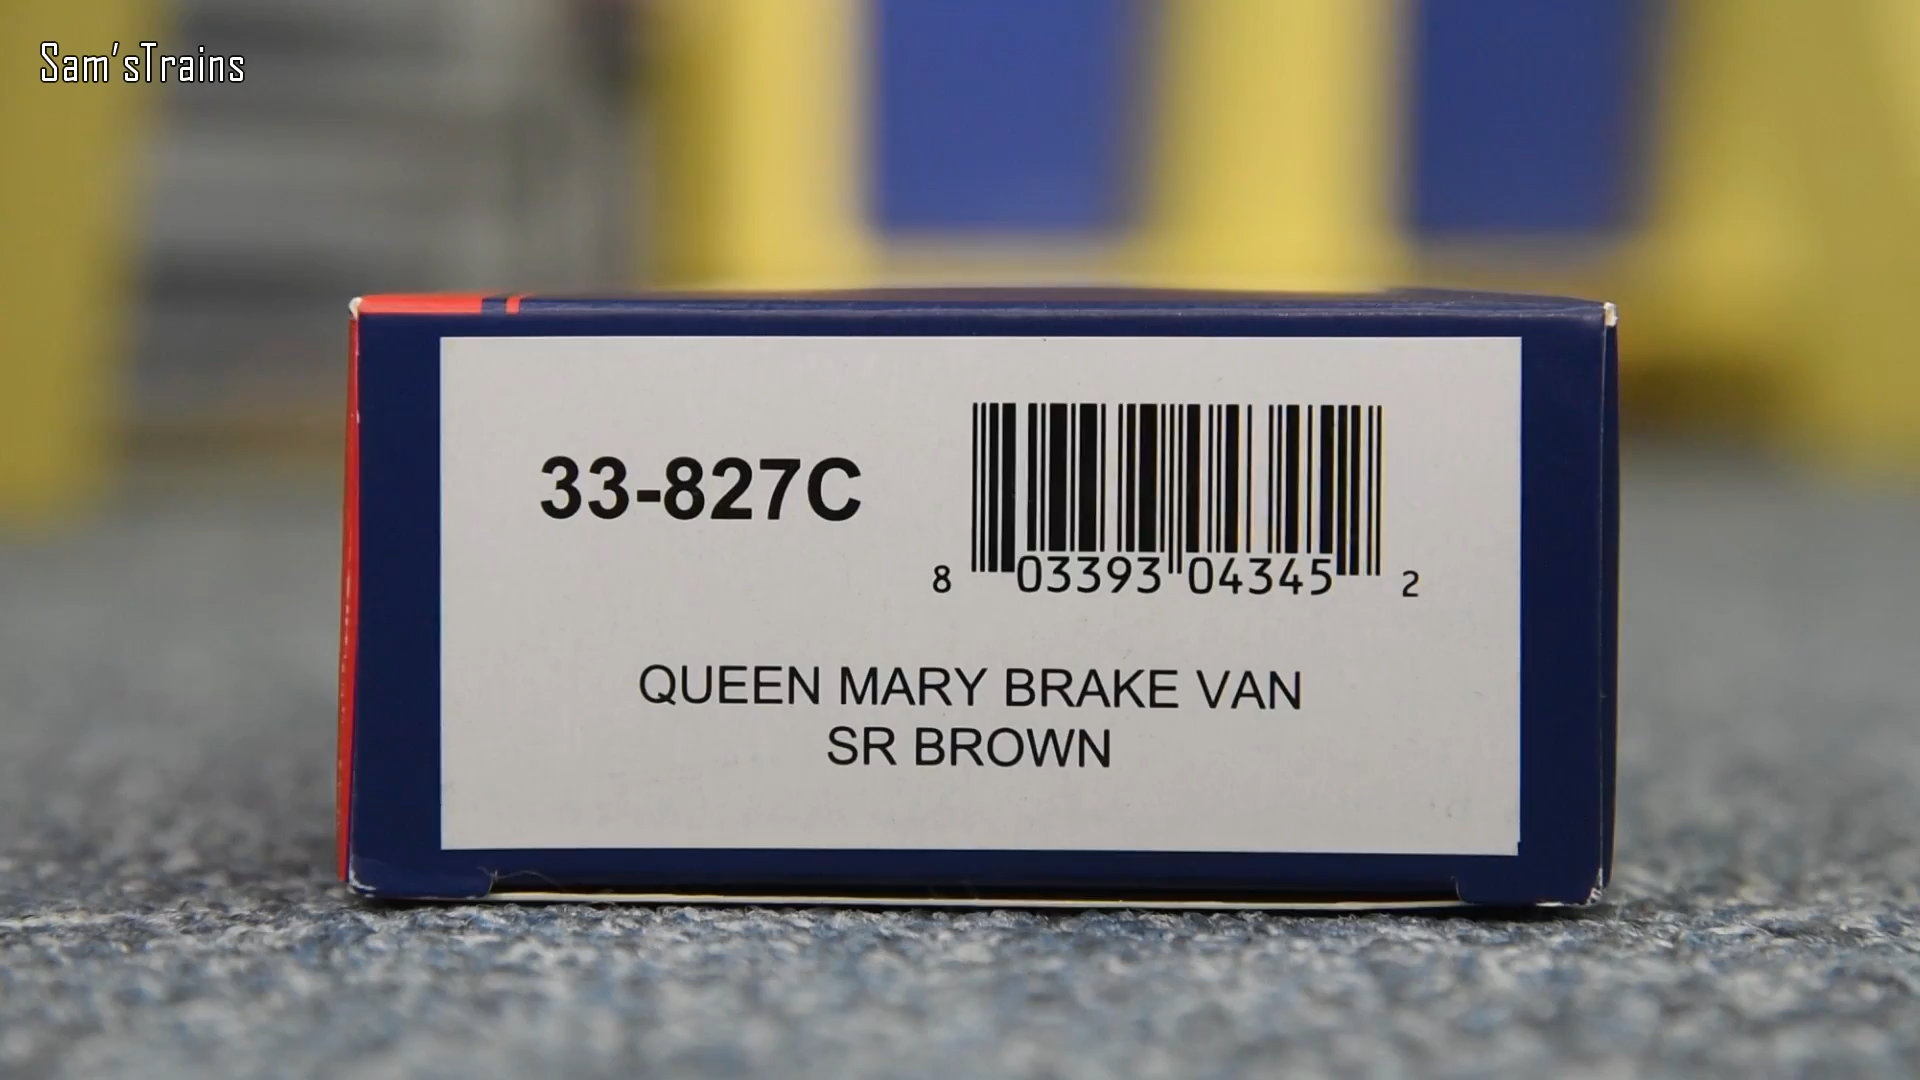 Sam'sTrains
33-827C
8 03393 04345 2
QUEEN MARY BRAKE VAN
SR BROWN